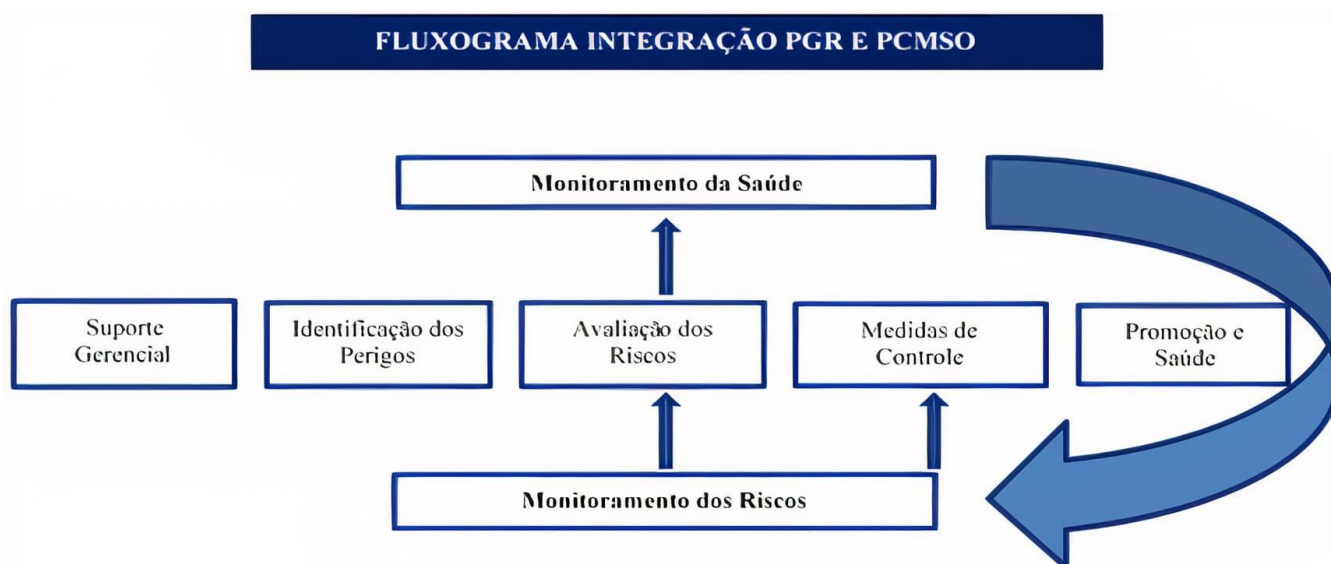 FLUXOGRAMA INTEGRAÇÃO PGR E PCMSO
Monitoramento da Saúde
Suporte
Gerencial
Identificação dos
Perigos
Avaliação dos
Riscos
Medidas de
Controle
Promoção e
Saúde
Monitoramento dos Riscos